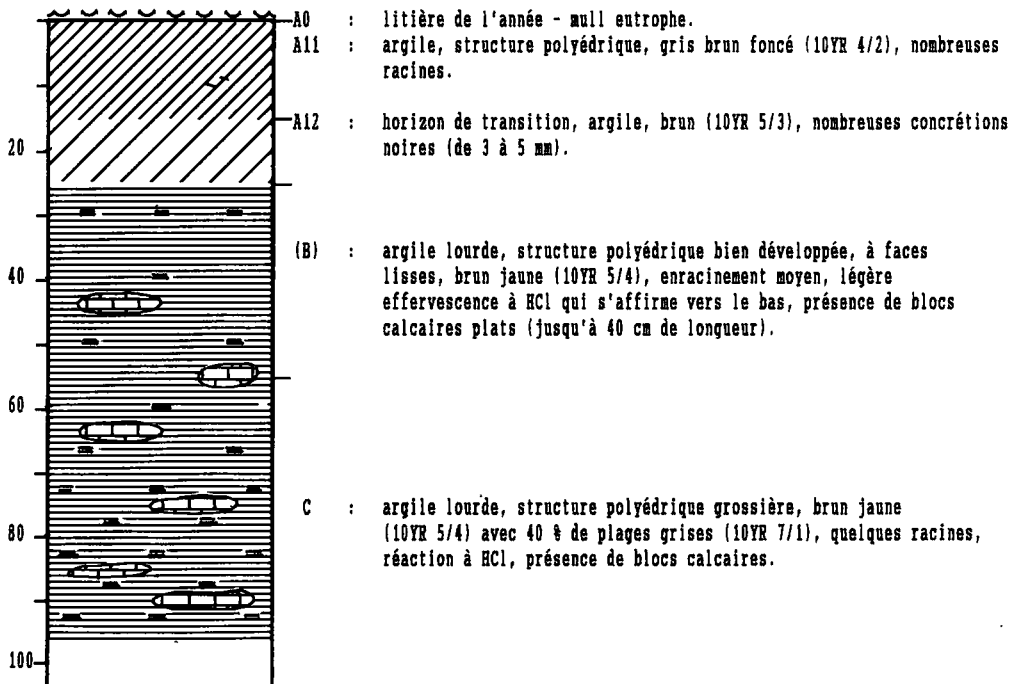 A0 : litière de l'année - mull eutrophe.
A11 : argile, structure polyédrique, gris brun foncé (10YR 4/2), nombreuses
racines.
A12 : horizon de transition, argile, brun (10YR 5/3), nombreuses concrétions
20 noires (de 3 à 5 mm).
(B) : argile lourde, structure polyédrique bien développée, à faces
40 lisses, brun jaune (10YR 5/4), enracinement moyen, légère
effervescence à HCl qui s'affirme vers le bas, présence de blocs
calcaires plats (jusqu'à 40 cm de longueur).
60
C : argile lourde, structure polyédrique grossière, brun jaune
80 (10YR 5/4) avec 40 % de plages grises (10YR 7/1), quelques racines,
réaction à HCl, présence de blocs calcaires.
100